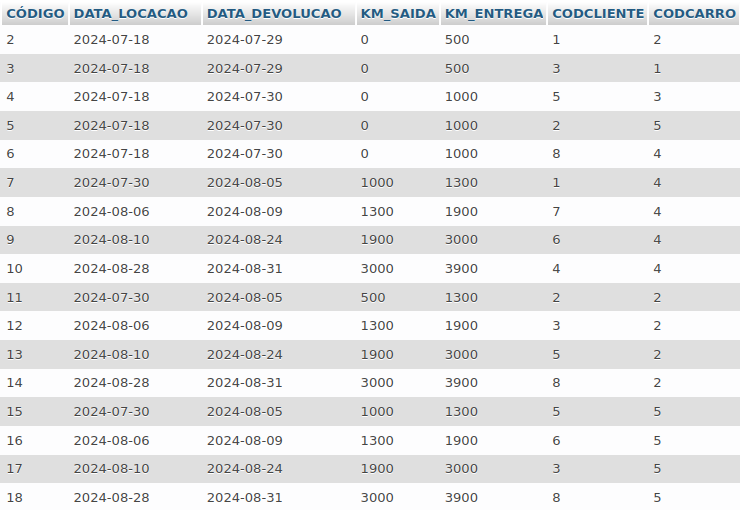 CÓDIGO DATA_LOCACAO DATA_DEVOLUCAO KM_SAIDA KM_ENTREGA CODCLIENTE CODCARRO
2 2024-07-18 2024-07-29 0 500 1 2
3 2024-07-18 2024-07-29 0 500 3 1
4 2024-07-18 2024-07-30 0 1000 5 3
5 2024-07-18 2024-07-30 0 1000 2 5
6 2024-07-18 2024-07-30 0 1000 8 4
7 2024-07-30 2024-08-05 1000 1300 1 4
8 2024-08-06 2024-08-09 1300 1900 7 4
9 2024-08-10 2024-08-24 1900 3000 6 4
10 2024-08-28 2024-08-31 3000 3900 4 4
11 2024-07-30 2024-08-05 500 1300 2 2
12 2024-08-06 2024-08-09 1300 1900 3 2
13 2024-08-10 2024-08-24 1900 3000 5 2
14 2024-08-28 2024-08-31 3000 3900 8 2
15 2024-07-30 2024-08-05 1000 1300 5 5
16 2024-08-06 2024-08-09 1300 1900 6 5
17 2024-08-10 2024-08-24 1900 3000 3 5
18 2024-08-28 2024-08-31 3000 3900 8 5